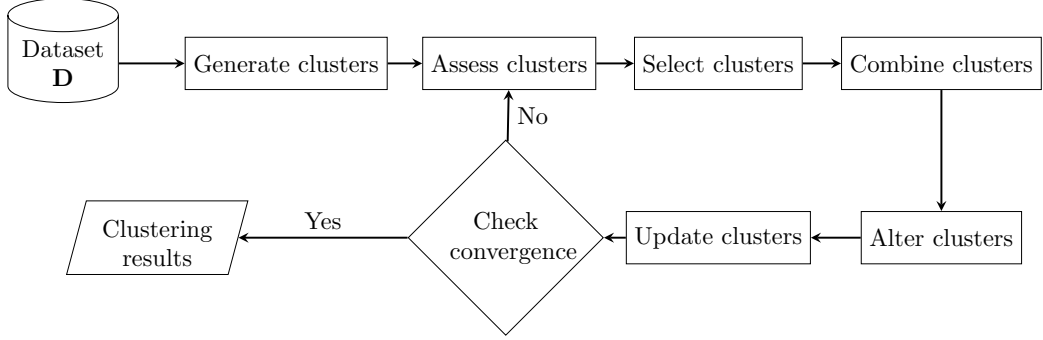 Dataset
D
Generate clusters
Assess clusters
Select clusters
Combine clusters
No
Clustering
results
Yes
Check
convergence
Update clusters
Alter clusters